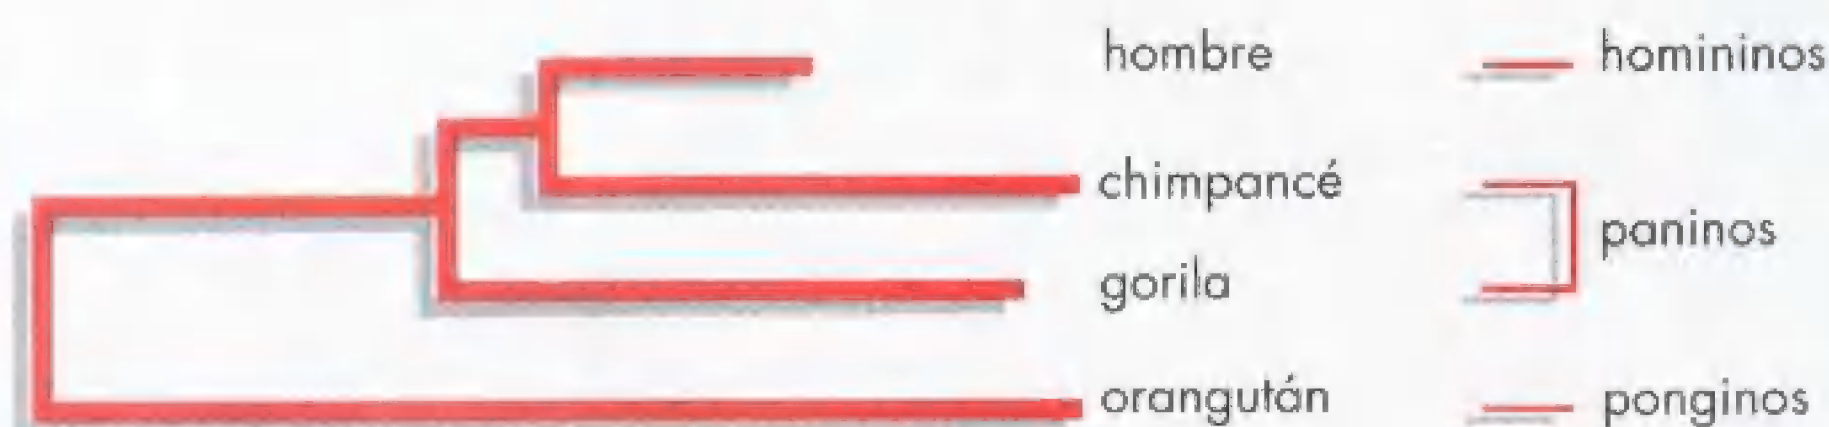 hombre homininos
chimpancé
paninos
gorila
orangután ponginos